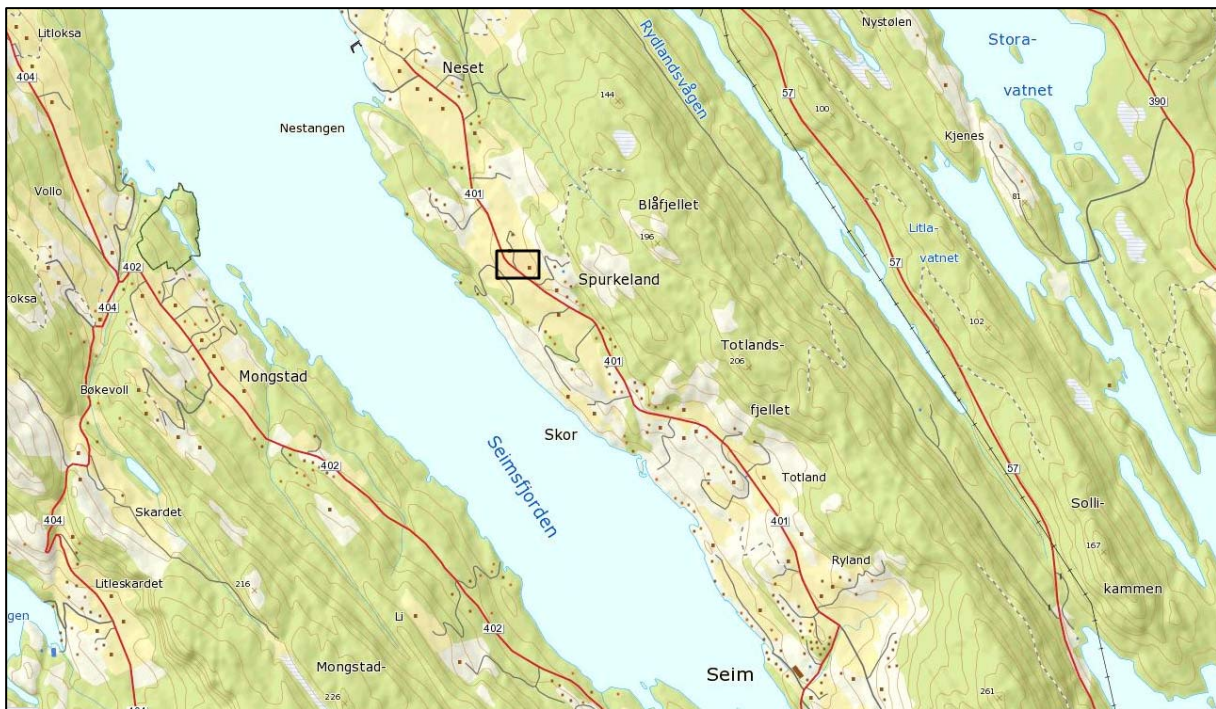 Litloksa
Nystølen
Stora-
vatnet
Neset
Rydlandsvågen
404
57
390
144
100
Nestangen
Kjenes
Vollo
401
81
Blåfjellet
196
Litla-
vatnet
402
57
Spurkeland
roksa
404
102
Totlands-
206
401
Mongstad
Bøkevoll
fjellet
Skor
Seimsfjorden
402
57
Totland
Solli-
Skardet
404
401
167
Ryland
216
Litleskardet
kammen
gen
Li
402
Mongstad-
Seim
226
261
404